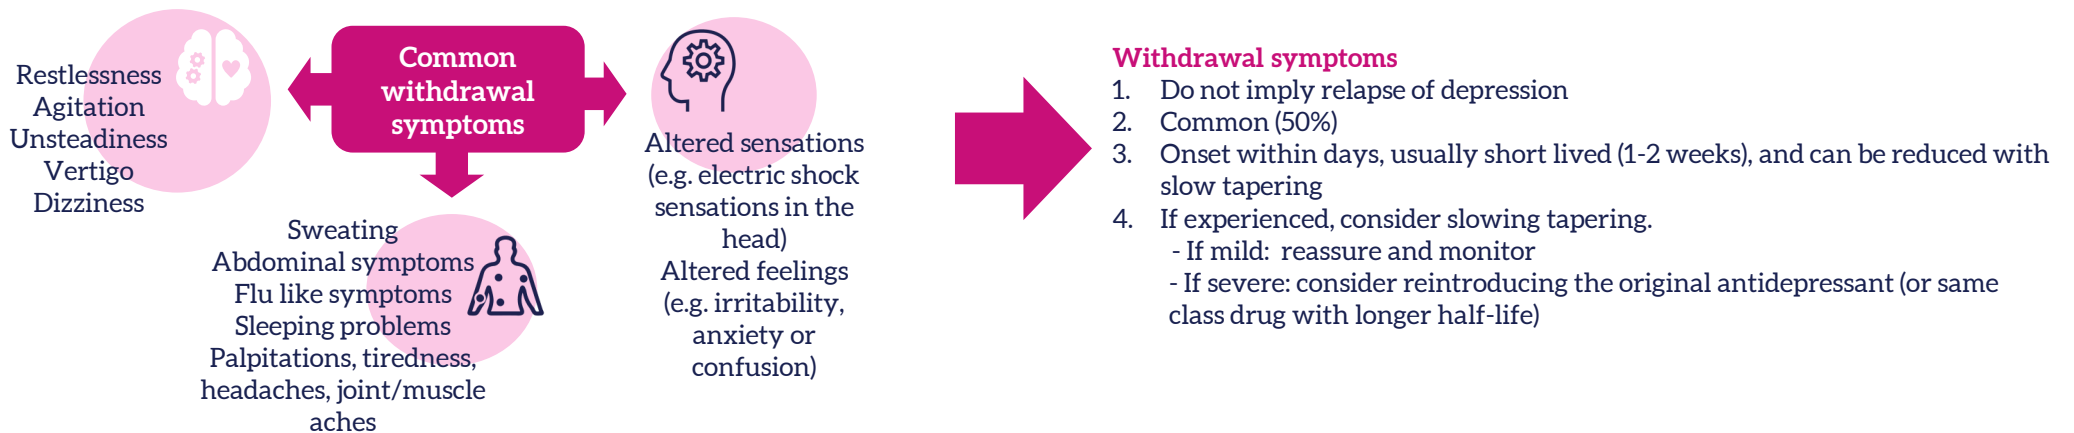 Common
withdrawal
symptoms
Restlessness
Agitation
Unsteadiness
Vertigo
Dizziness
Sweating
Abdominal symptoms
Flu like symptoms
Sleeping problems
Palpitations, tiredness,
headaches, joint/muscle
aches
Altered sensations
(e.g. electric shock
sensations in the
head)
Altered feelings
(e.g. irritability,
anxiety or
confusion)
Withdrawal symptoms
1. Do not imply relapse of depression
2. Common (50%)
3. Onset within days, usually short lived (1-2 weeks), and can be reduced with
slow tapering
4. If experienced, consider slowing tapering.
- If mild: reassure and monitor
- If severe: consider reintroducing the original antidepressant (or same
class drug with longer half-life)